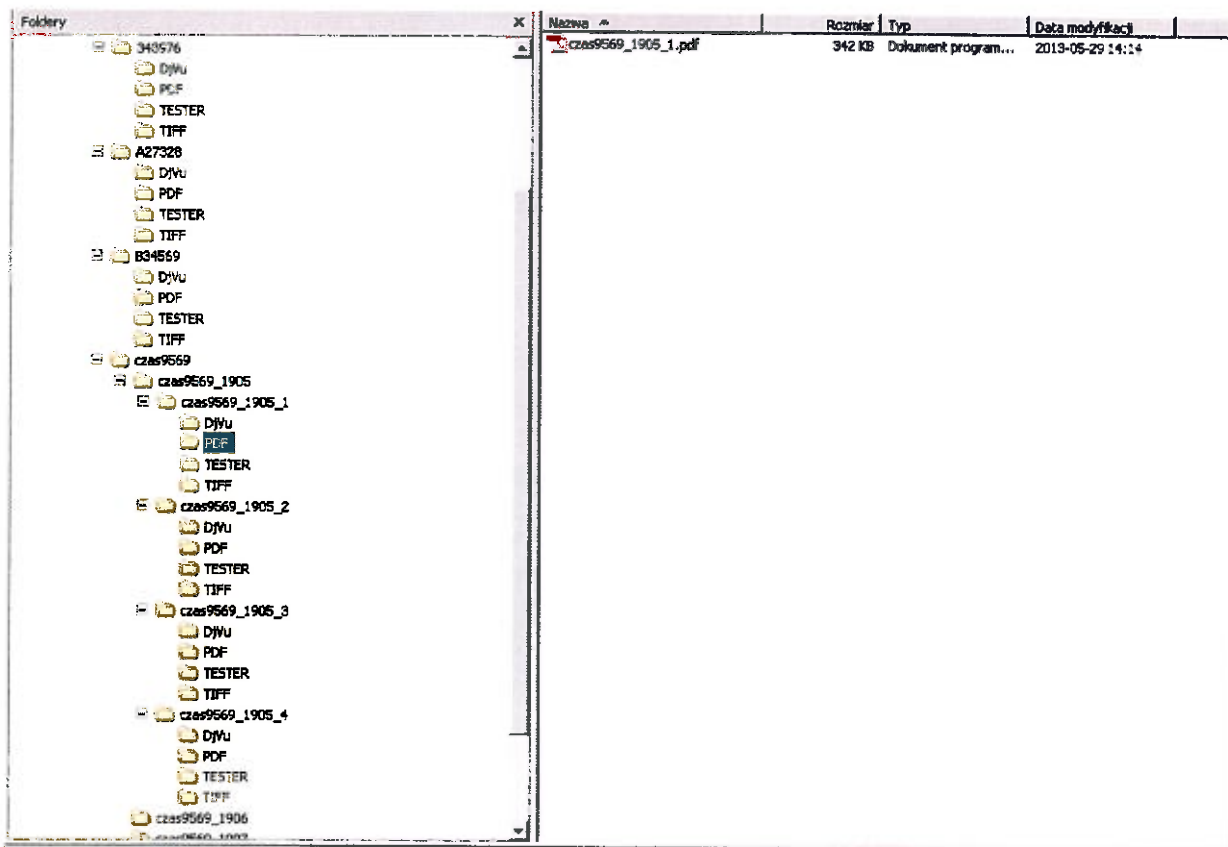 Foldery X
343576
DjVu
PDF
TESTER
TIFF
A27328
DjVu
PDF
TESTER
TIFF
B34569
DjVu
PDF
TESTER
TIFF
czas9569
czas9569_1905
czas9569_1905_1
DjVu
PDF
TESTER
TIFF
czas9569_1905_2
DjVu
PDF
TESTER
TIFF
czas9569_1905_3
DjVu
PDF
TESTER
TIFF
czas9569_1905_4
DjVu
PDF
TESTER
TIFF
czas9569_1906
czas9569_1907
Nazwa Rozmiar Typ Data modyfikacji
czas9569_1905_1.pdf 342 KB Dokument program... 2013-05-29 14:14